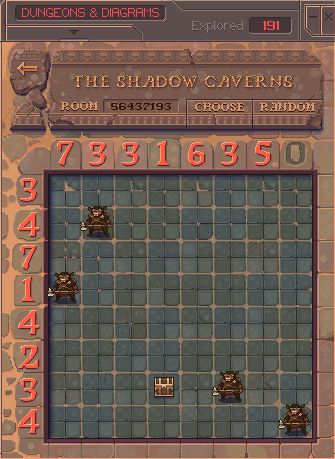 DUNGEONS & DIAGRAMS
Explored 191
THE SHADOW CAVERNS
ROOM 56437193 CHOOSE RANDOM
7 3 3 1 6 3 5 0
3
4
7
1
4
2
3
4